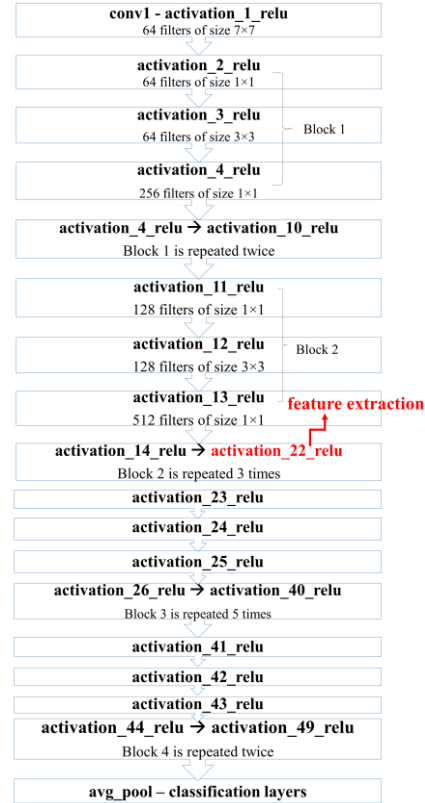 conv1 - activation_1_relu
64 filters of size 7×7
activation_2_relu
64 filters of size 1×1
activation_3_relu
64 filters of size 3×3
Block 1
activation_4_relu
256 filters of size 1×1
activation_4_relu → activation_10_relu
Block 1 is repeated twice
activation_11_relu
128 filters of size 1×1
activation_12_relu
128 filters of size 3×3
Block 2
activation_13_relu
512 filters of size 1×1
feature extraction
activation_14_relu → activation_22_relu
Block 2 is repeated 3 times
activation_23_relu
activation_24_relu
activation_25_relu
activation_26_relu → activation_40_relu
Block 3 is repeated 5 times
activation_41_relu
activation_42_relu
activation_43_relu
activation_44_relu → activation_49_relu
Block 4 is repeated twice
avg_pool – classification layers